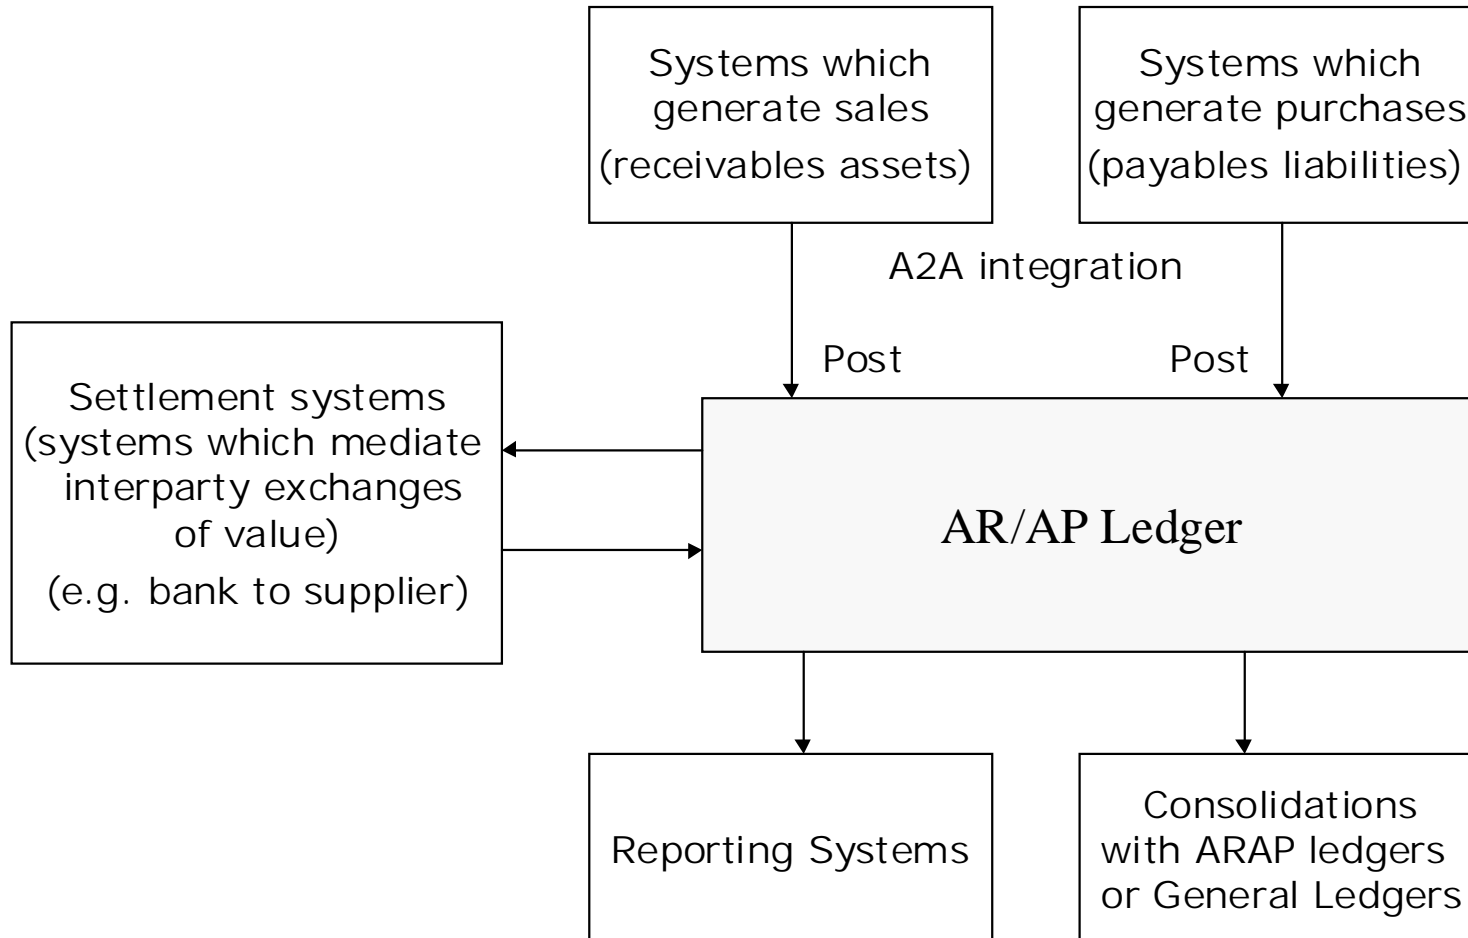 Systems which
generate sales
(receivables assets)
Systems which
generate purchases
(payables liabilities)
A2A integration
Post
Post
Settlement systems
(systems which mediate
interparty exchanges
of value)
(e.g. bank to supplier)
AR/AP Ledger
Reporting Systems
Consolidations
with ARAP ledgers
or General Ledgers